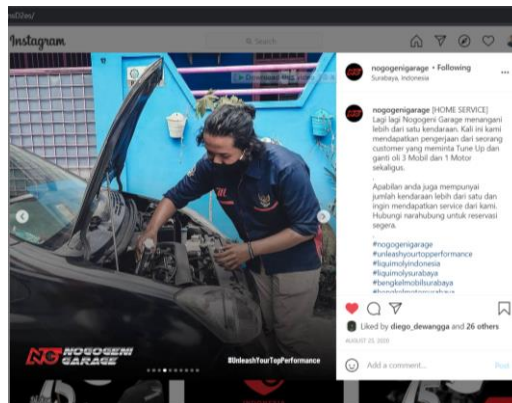 Instagram
Search
nogogenigarage • Following
Surabaya, Indonesia
nogogenigarage [HOME SERVICE]
Lagi lagi Nogogeni Garage menangani
lebih dari satu kendaraan. Kali ini kami
mendapatkan pengerjaan dari seorang
customer yang meminta Tune Up dan
ganti oli 3 Mobil dan 1 Motor
sekaligus.
.
Apabilan anda juga mempunyai
jumlah kendaraan lebih dari satu dan
ingin mendapatkan service dari kami.
Hubungi narahubung untuk reservasi
segera.
.
#nogogenigarage
#unleashyourtopperformance
#liquimolyindonesia
#liquimolysurabaya
#bengkelmobilsurabaya
#bengkelmotorsurabaya
Liked by diego_dewangga and 26 others
Add a comment...
Post
NG NOGOGENI
GARAGE
#UnleashYourTopPerformance